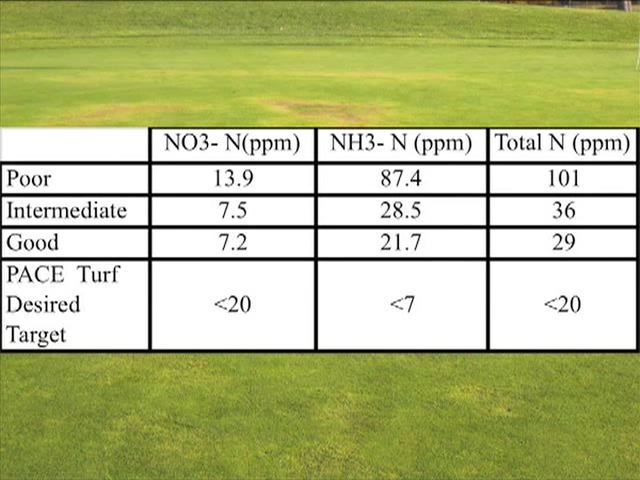 NO3- N(ppm) NH3- N (ppm) Total N (ppm)
Poor 13.9 87.4 101
Intermediate 7.5 28.5 36
Good 7.2 21.7 29
PACE Turf
Desired <20 <7 <20
Target